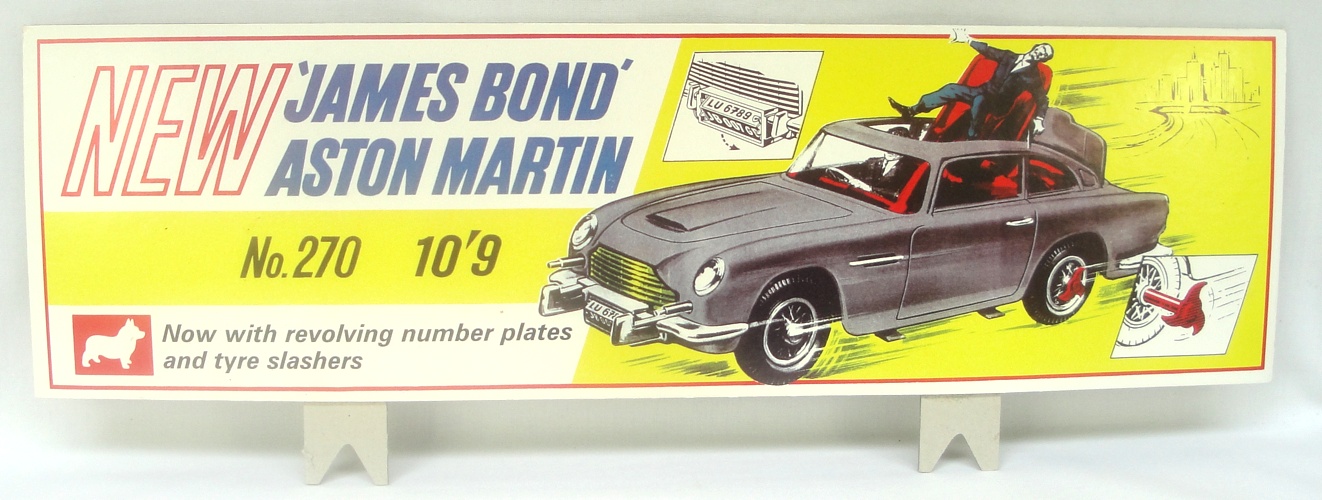 NEW 'JAMES BOND'
ASTON MARTIN
No. 270 10'9
Now with revolving number plates
and tyre slashers
LU 6789